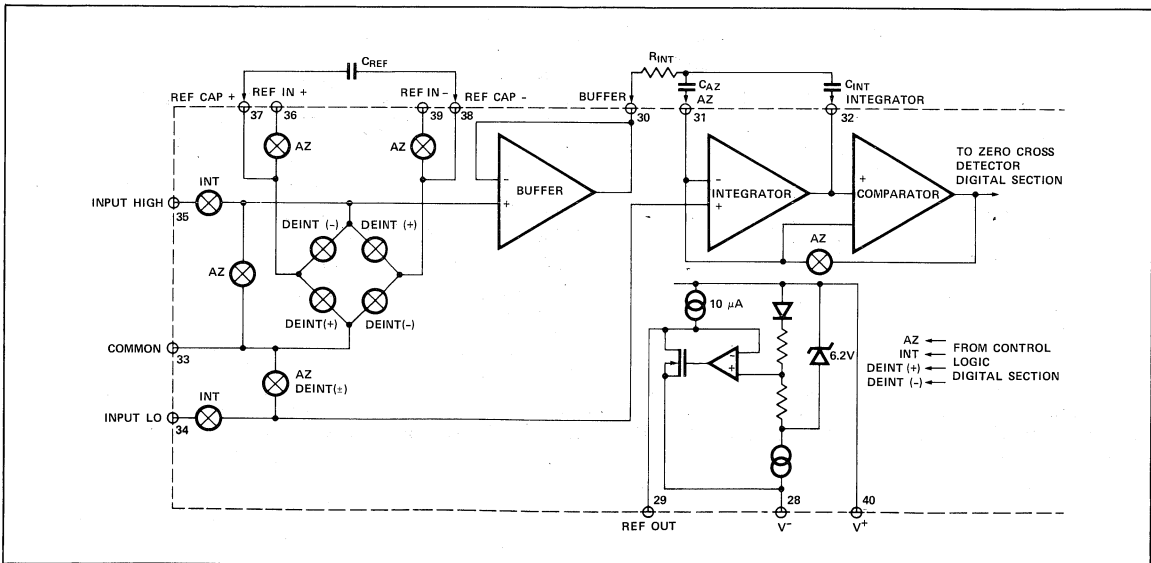 CREF
RINT
CAZ
CINT
REF CAP +
REF IN +
REF IN-
REF CAP -
BUFFER
AZ
INTEGRATOR
37
36
39
38
30
31
32
AZ
AZ
INT
INPUT HIGH
35
-
BUFFER
+
-
INTEGRATOR
+
+
COMPARATOR
TO ZERO CROSS
DETECTOR
DIGITAL SECTION
DEINT (-)
DEINT (+)
AZ
AZ
DEINT(+)
DEINT(-)
10 μA
COMMON
33
-
+
6.2V
AZ
INT
DEINT (+)
DEINT (-)
FROM CONTROL
LOGIC
DIGITAL SECTION
AZ
DEINT(±)
INT
INPUT LO
34
29
28
40
REF OUT
V-
V+